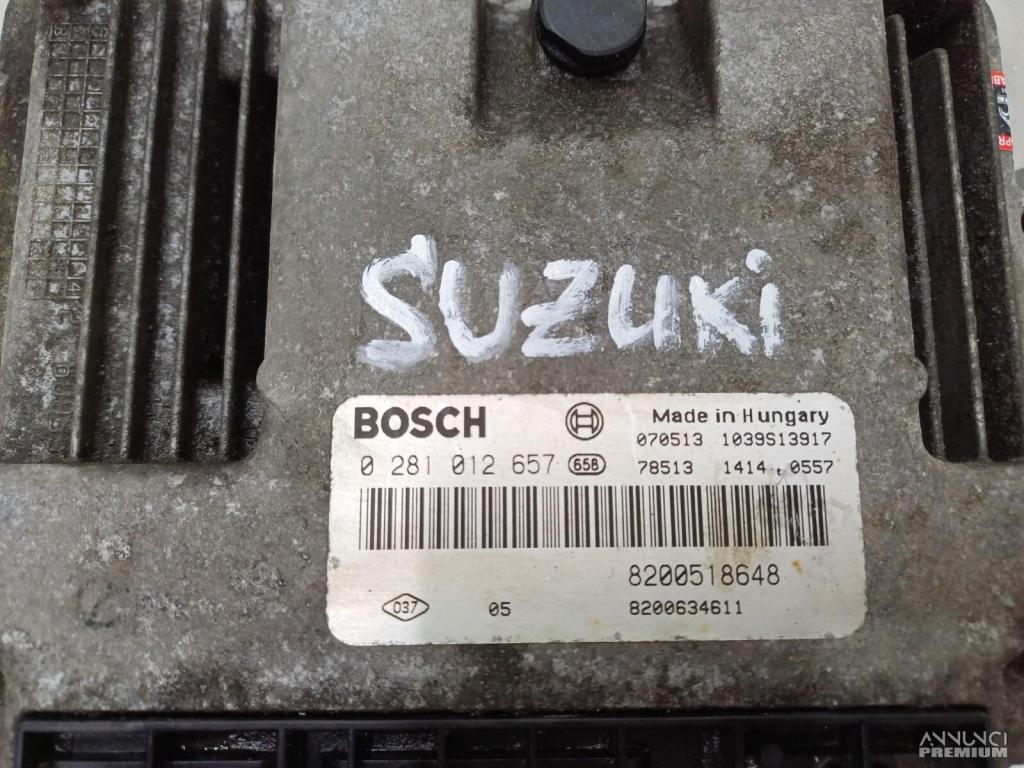 SUZUKi
BOSCH
Made in Hungary
070513 1039S13917
0 281 012 657 658
78513 1414 0557
8200518648
037 05 8200634611
ANNUNCI
PREMIUM